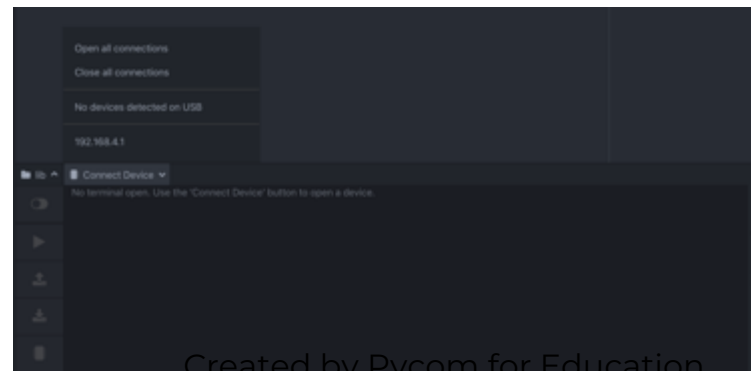 Open all connections
Close all connections
No devices detected on USB
192.168.4.1
lib Connect Device
No terminal open. Use the 'Connect Device' button to open a device.
Created by Pycom for Education